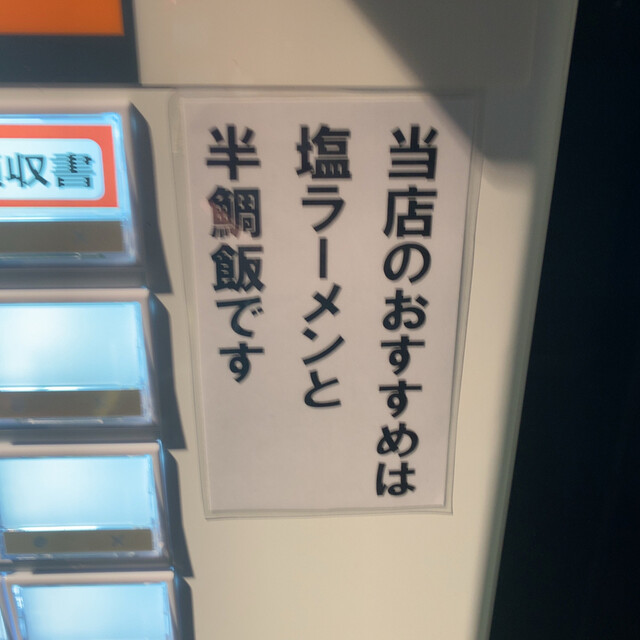 当店のおすすめは
塩ラーメンと
半鯛飯です
収書